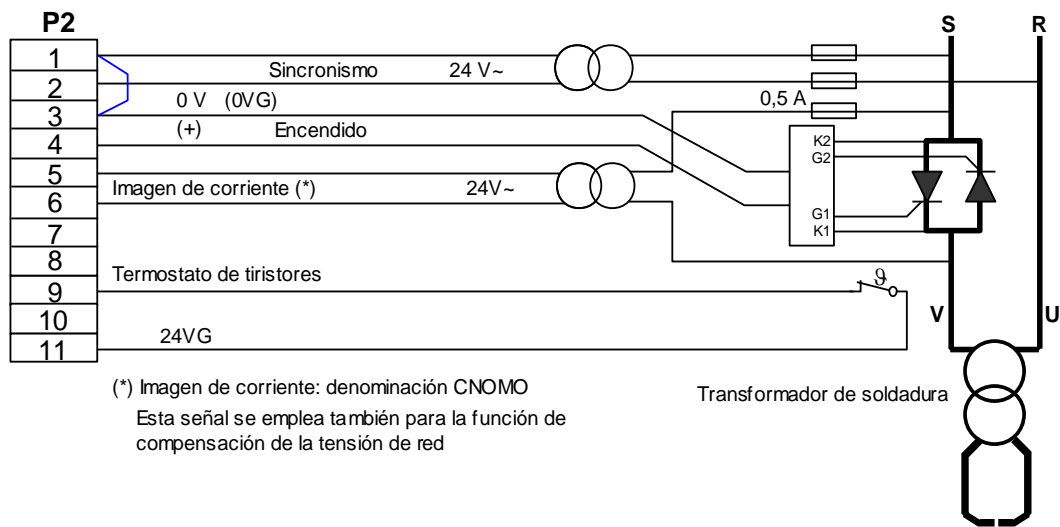 P2
S
R
1
2
3
4
5
6
7
8
9
10
11
Sincronismo 24 V~
0 V (0VG)
0,5 A
(+) Encendido
K2
G2
G1
K1
Imagen de corriente (*) 24V~
Termostato de tiristores
ϑ
24VG
V
U
(*) Imagen de corriente: denominación CNOMO
Esta señal se emplea también para la función de
compensación de la tensión de red
Transformador de soldadura